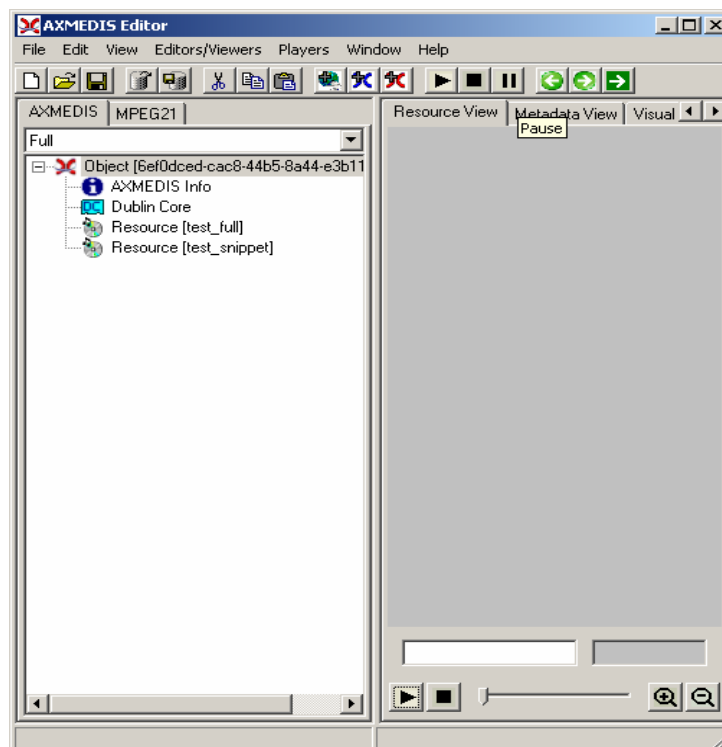 AXMEDIS Editor
File Edit View Editors/Viewers Players Window Help
AXMEDIS MPEG21
Resource View Metadata View Visual
Pause
Full
Object [6ef0dced-cac8-44b5-8a44-e3b11
AXMEDIS Info
DC Dublin Core
Resource [test_full]
Resource [test_snippet]